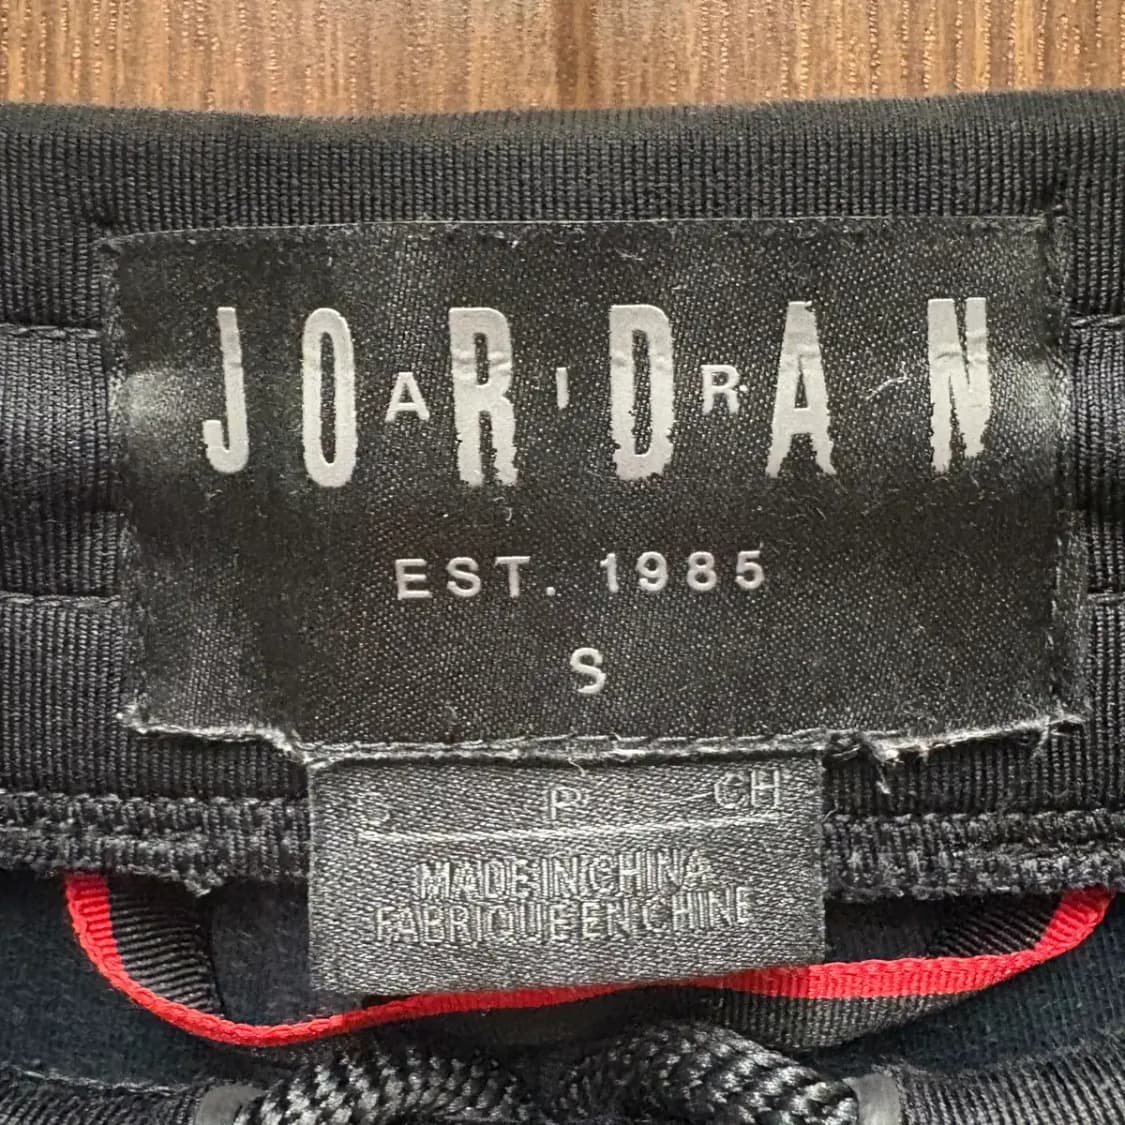 JORDAN
AIR
EST. 1985
S
S P CH
MADE IN CHINA
FABRIQUE EN CHINE